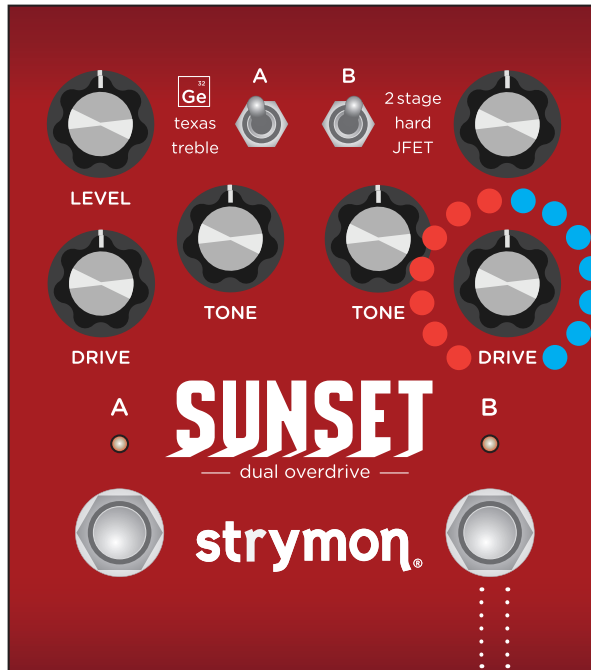 32
Ge
texas
treble
A
B
2 stage
hard
JFET
LEVEL
TONE
TONE
DRIVE
DRIVE
A
B
SUNSET
dual overdrive
strymon®